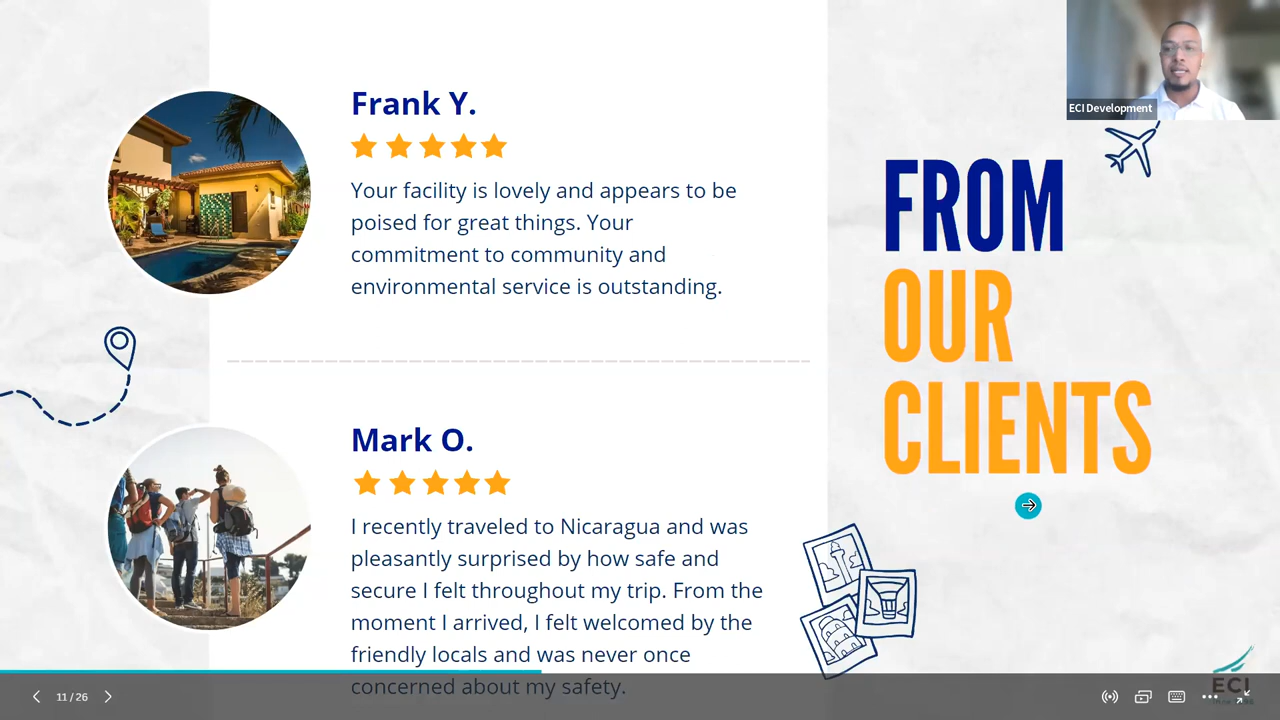 Frank Y.
Your facility is lovely and appears to be
poised for great things. Your
commitment to community and
environmental service is outstanding.
Mark O.
I recently traveled to Nicaragua and was
pleasantly surprised by how safe and
secure I felt throughout my trip. From the
moment I arrived, I felt welcomed by the
friendly locals and was never once
concerned about my safety.
FROM
OUR
CLIENTS
ECI Development
11 / 26
ECI